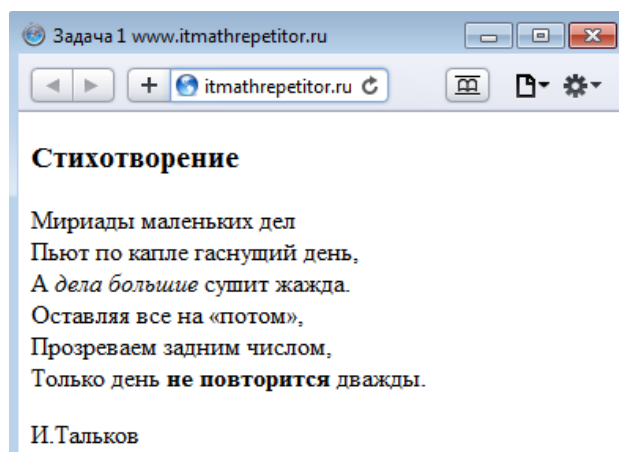 Задача 1 www.itmathrepetitor.ru
itmathrepetitor.ru
Стихотворение
Мириады маленьких дел
Пьют по капле гаснущий день,
А дела большие сушит жажда.
Оставляя все на «потом»,
Прозреваем задним числом,
Только день не повторится дважды.
И.Тальков